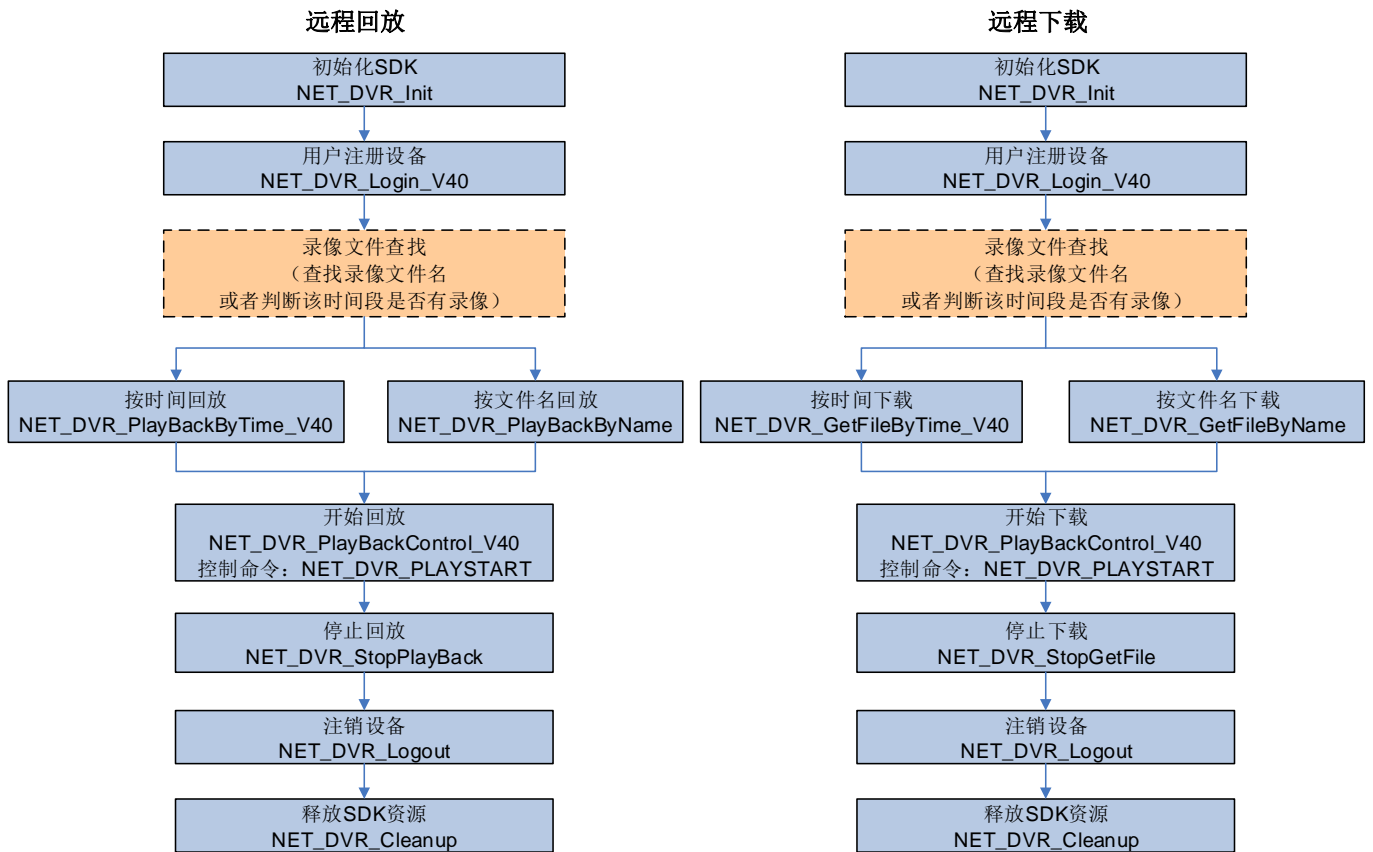 远程回放
初始化SDK
NET_DVR_Init
用户注册设备
NET_DVR_Login_V40
录像文件查找
（查找录像文件名
或者判断该时间段是否有录像）
按时间回放
NET_DVR_PlayBackByTime_V40
按文件名回放
NET_DVR_PlayBackByName
开始回放
NET_DVR_PlayBackControl_V40
控制命令：NET_DVR_PLAYSTART
停止回放
NET_DVR_StopPlayBack
注销设备
NET_DVR_Logout
释放SDK资源
NET_DVR_Cleanup
远程下载
初始化SDK
NET_DVR_Init
用户注册设备
NET_DVR_Login_V40
录像文件查找
（查找录像文件名
或者判断该时间段是否有录像）
按时间下载
NET_DVR_GetFileByTime_V40
按文件名下载
NET_DVR_GetFileByName
开始下载
NET_DVR_PlayBackControl_V40
控制命令：NET_DVR_PLAYSTART
停止下载
NET_DVR_StopGetFile
注销设备
NET_DVR_Logout
释放SDK资源
NET_DVR_Cleanup